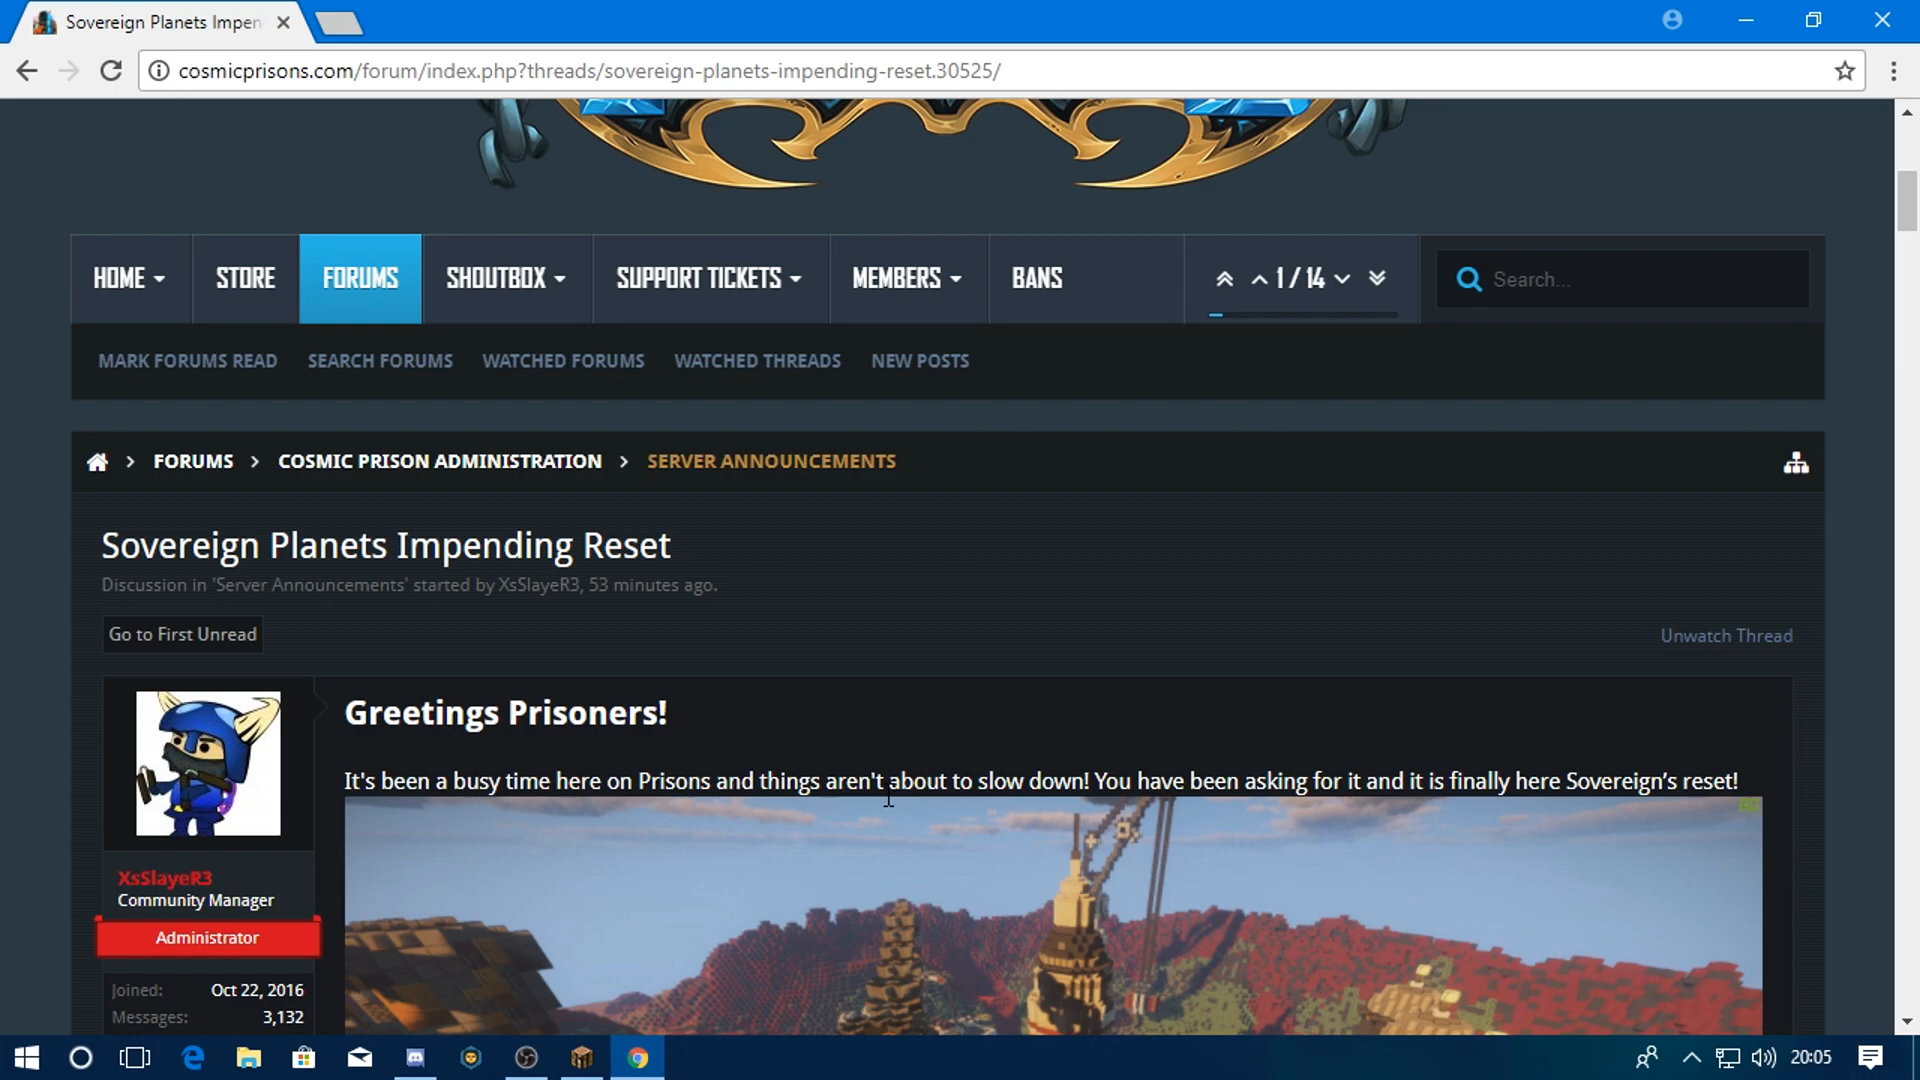 Sovereign Planets Impen
cosmicprisons.com/forum/index.php?threads/sovereign-planets-impending-reset.30525/
HOME STORE FORUMS SHOUTBOX SUPPORT TICKETS MEMBERS BANS 1 / 14 Search...
MARK FORUMS READ SEARCH FORUMS WATCHED FORUMS WATCHED THREADS NEW POSTS
FORUMS COSMIC PRISON ADMINISTRATION SERVER ANNOUNCEMENTS
Sovereign Planets Impending Reset
Discussion in 'Server Announcements' started by XsSlayeR3, 53 minutes ago.
Go to First Unread Unwatch Thread
Greetings Prisoners!
It's been a busy time here on Prisons and things aren't about to slow down! You have been asking for it and it is finally here Sovereign’s reset!
XsSlayeR3
Community Manager
Administrator
Joined: Oct 22, 2016
Messages: 3,132
20:05